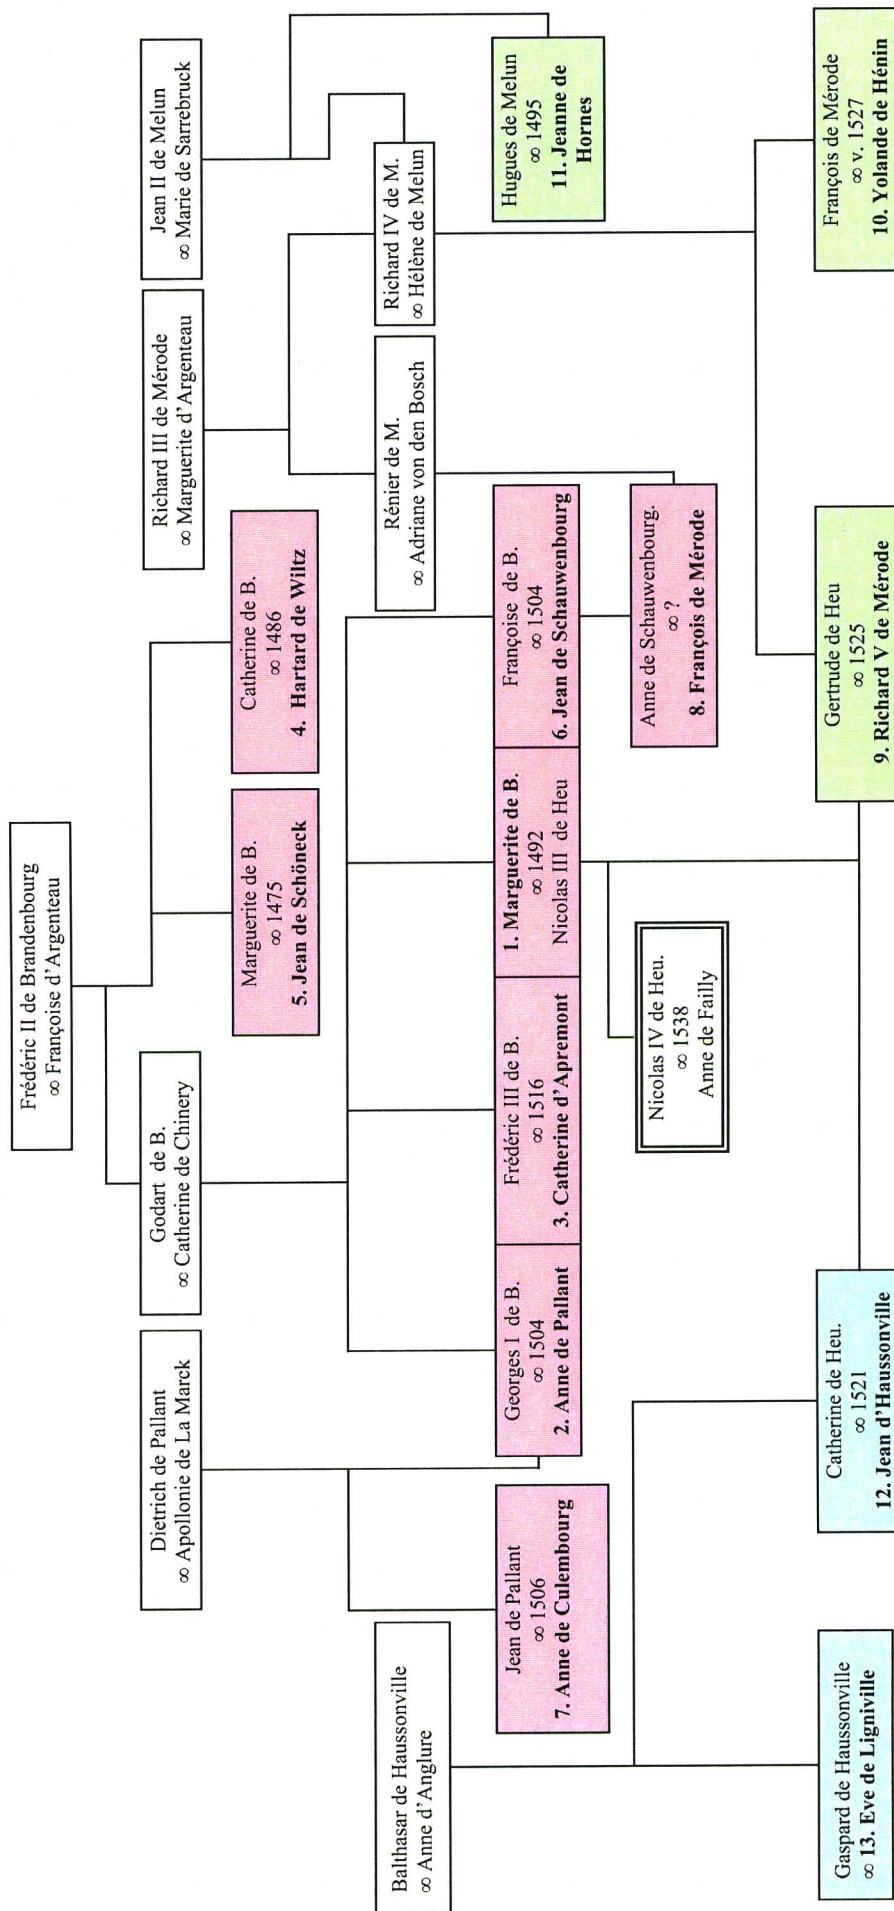 Frédéric II de Brandenbourg
∞ Françoise d'Argenteau
Dietrich de Pallant
∞ Apollonie de La Marck
Godart de B.
∞ Catherine de Chinery
Richard III de Mérode
∞ Marguerite d'Argenteau
Jean II de Melun
∞ Marie de Sarrebruck
Marguerite de B.
∞ 1475
5. Jean de Schöneck
Catherine de B.
∞ 1486
4. Hartard de Wiltz
Balthasar de Haussonville
∞ Anne d'Anglure
Rénier de M.
∞ Adriane von den Bosch
Richard IV de M.
∞ Hélène de Melun
Jean de Pallant
∞ 1506
7. Anne de Culembourg
Georges I de B.
∞ 1504
2. Anne de Pallant
Frédéric III de B.
∞ 1516
3. Catherine d'Apremont
1. Marguerite de B.
∞ 1492
Nicolas III de Heu
Françoise de B.
∞ 1504
6. Jean de Schauwenbourg
Hugues de Melun
∞ 1495
11. Jeanne de
Hornes
Nicolas IV de Heu.
∞ 1538
Anne de Failly
Anne de Schauwenbourg.
∞ ?
8. François de Mérode
Gaspard de Haussonville
∞ 13. Eve de Ligniville
Catherine de Heu.
∞ 1521
12. Jean d'Haussonville
Gertrude de Heu
∞ 1525
9. Richard V de Mérode
François de Mérode
∞ v. 1527
10. Yolande de Hénin